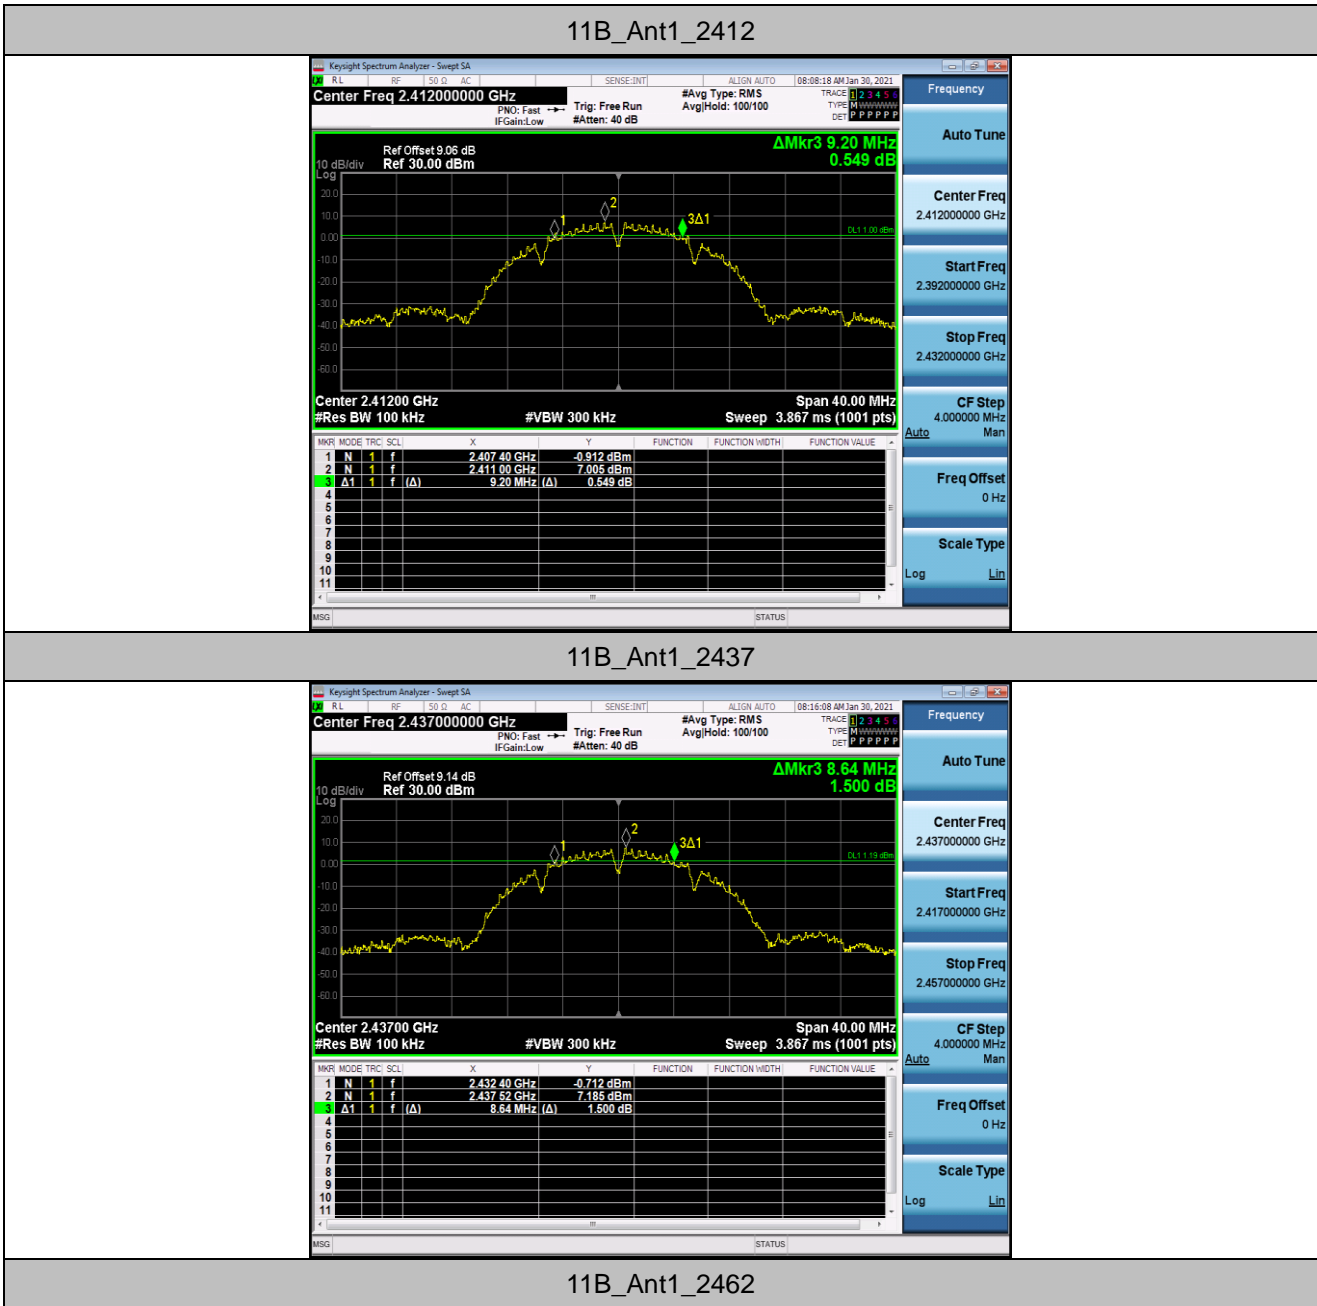 11B_Ant1_2412
Keysight Spectrum Analyzer - Swept SA
RL RF 50 Ω AC SENSE:INT ALIGN AUTO 08:08:18 AM Jan 30, 2021
Center Freq 2.412000000 GHz
PNO: Fast
IFGain:Low
Trig: Free Run
#Atten: 40 dB
#Avg Type: RMS
Avg|Hold: 100/100
TRACE 1 2 3 4 5 6
TYPE M WWWWW
DET P P P P P P
Frequency
Auto Tune
Ref Offset 9.06 dB
10 dB/div Ref 30.00 dBm
Log
ΔMkr3 9.20 MHz
0.549 dB
20.0
10.0
0.00
-10.0
-20.0
-30.0
-40.0
-50.0
-60.0
1
2
3Δ1
DL1 1.00 dBm
Center 2.41200 GHz Span 40.00 MHz
#Res BW 100 kHz #VBW 300 kHz Sweep 3.867 ms (1001 pts)
Center Freq
2.412000000 GHz
Start Freq
2.392000000 GHz
Stop Freq
2.432000000 GHz
CF Step
4.000000 MHz
Auto Man
Freq Offset
0 Hz
Scale Type
Log Lin
MKR MODE TRC SCL X Y FUNCTION FUNCTION WIDTH FUNCTION VALUE
1 N 1 f 2.407 40 GHz -0.912 dBm
2 N 1 f 2.411 00 GHz 7.005 dBm
3 Δ1 1 f (Δ) 9.20 MHz (Δ) 0.549 dB
4
5
6
7
8
9
10
11
MSG STATUS
11B_Ant1_2437
Keysight Spectrum Analyzer - Swept SA
RL RF 50 Ω AC SENSE:INT ALIGN AUTO 08:16:08 AM Jan 30, 2021
Center Freq 2.437000000 GHz
PNO: Fast
IFGain:Low
Trig: Free Run
#Atten: 40 dB
#Avg Type: RMS
Avg|Hold: 100/100
TRACE 1 2 3 4 5 6
TYPE M WWWWW
DET P P P P P P
Frequency
Auto Tune
Ref Offset 9.14 dB
10 dB/div Ref 30.00 dBm
Log
ΔMkr3 8.64 MHz
1.500 dB
20.0
10.0
0.00
-10.0
-20.0
-30.0
-40.0
-50.0
-60.0
1
2
3Δ1
DL1 1.19 dBm
Center 2.43700 GHz Span 40.00 MHz
#Res BW 100 kHz #VBW 300 kHz Sweep 3.867 ms (1001 pts)
Center Freq
2.437000000 GHz
Start Freq
2.417000000 GHz
Stop Freq
2.457000000 GHz
CF Step
4.000000 MHz
Auto Man
Freq Offset
0 Hz
Scale Type
Log Lin
MKR MODE TRC SCL X Y FUNCTION FUNCTION WIDTH FUNCTION VALUE
1 N 1 f 2.432 40 GHz -0.712 dBm
2 N 1 f 2.437 52 GHz 7.185 dBm
3 Δ1 1 f (Δ) 8.64 MHz (Δ) 1.500 dB
4
5
6
7
8
9
10
11
MSG STATUS
11B_Ant1_2462